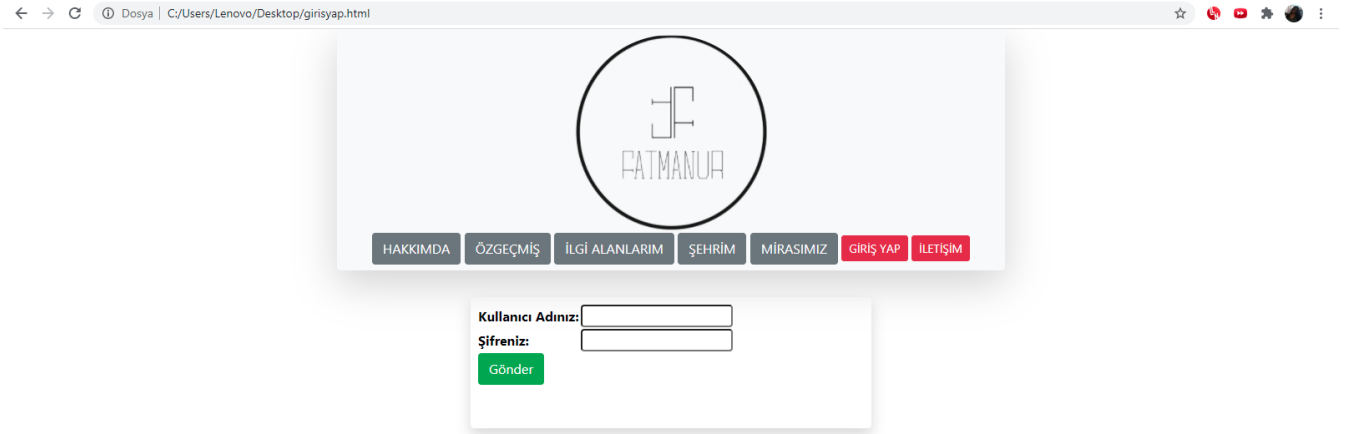 Dosya | C:/Users/Lenovo/Desktop/girisyap.html
FATMANUR
HAKKIMDA ÖZGEÇMİŞ İLGİ ALANLARIM ŞEHRİM MİRASIMIZ GİRİŞ YAP İLETİŞİM
Kullanıcı Adınız:
Şifreniz:
Gönder